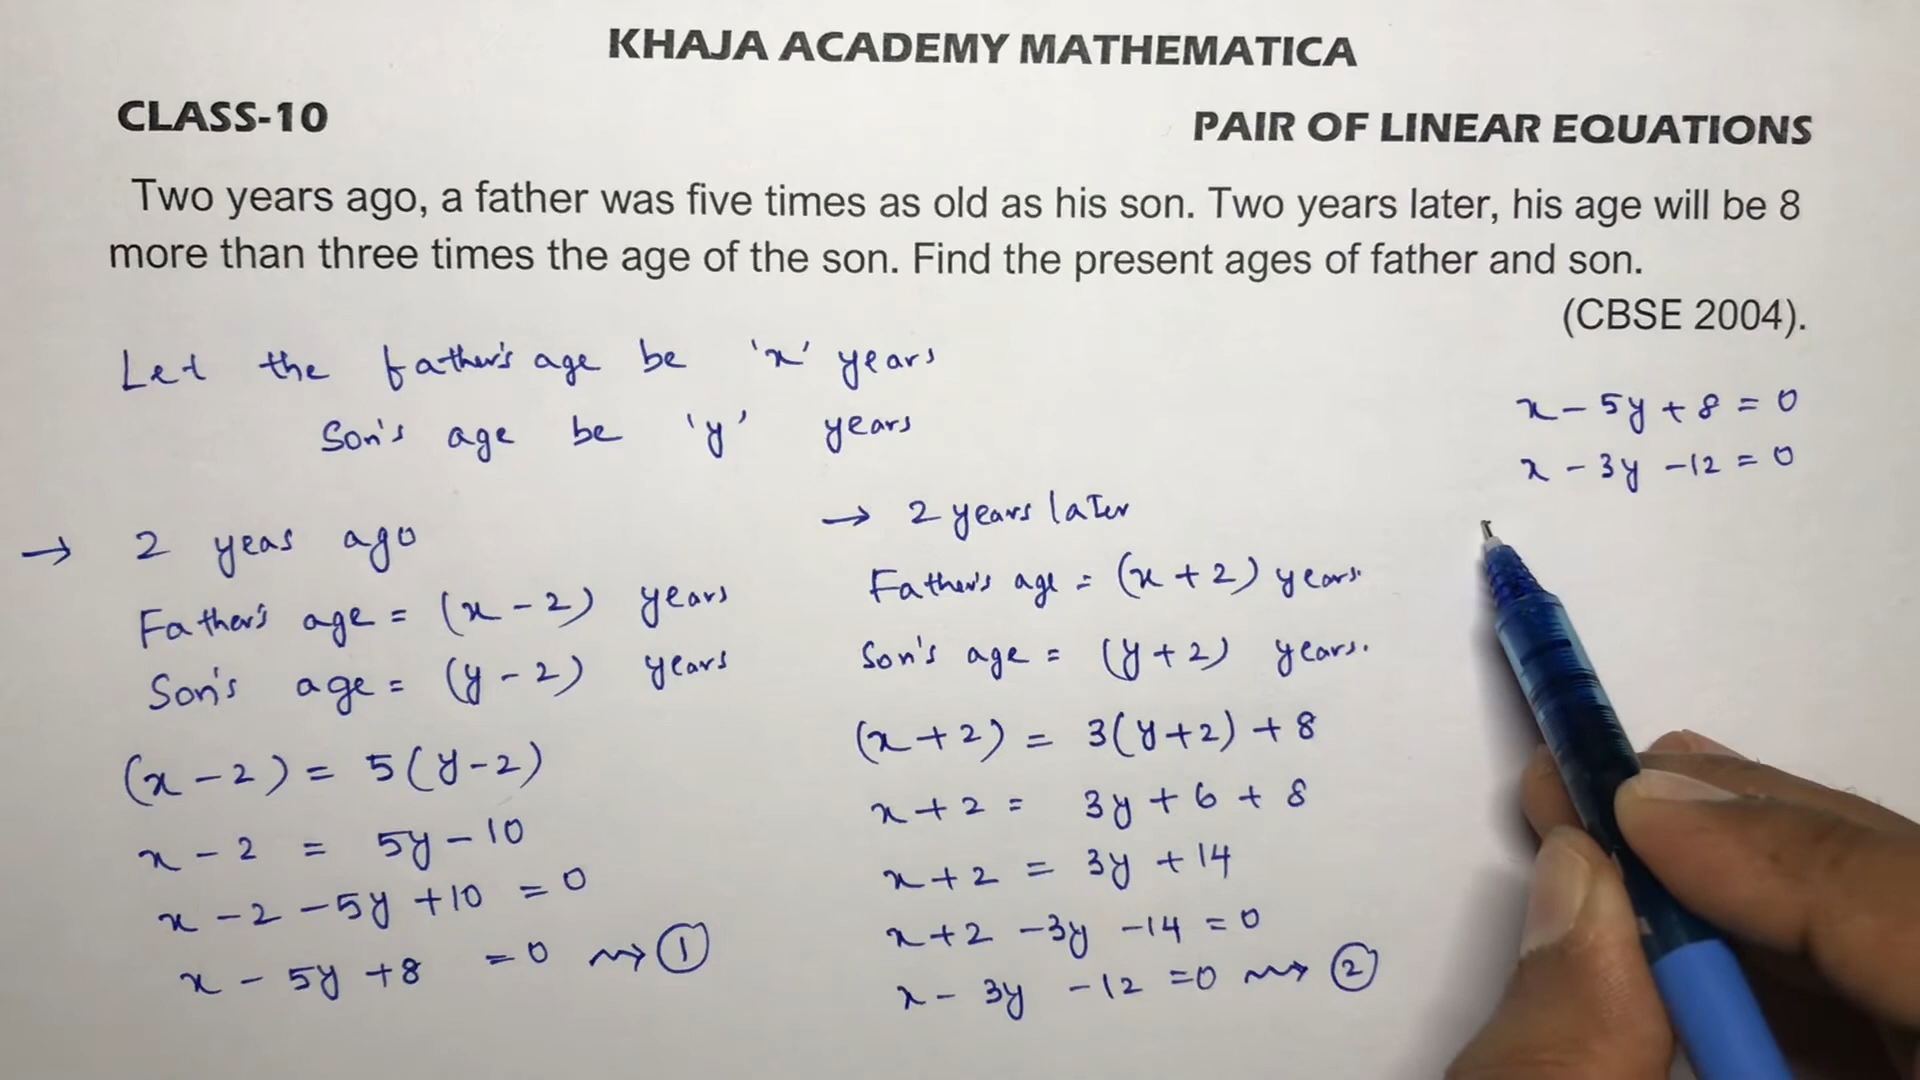 KHAJA ACADEMY MATHEMATICA
CLASS-10
PAIR OF LINEAR EQUATIONS
Two years ago, a father was five times as old as his son. Two years later, his age will be 8
more than three times the age of the son. Find the present ages of father and son.
(CBSE 2004).
Let the father's age be 'x' years
Son's age be 'y' years
→ 2 yeas ago
Father's age = (x - 2) years
Son's age = (y - 2) years
(x - 2) = 5(y - 2)
x - 2 = 5y - 10
x - 2 - 5y + 10 = 0
x - 5y + 8 = 0 ⇝ ①
→ 2 years later
Father's age = (x + 2) years.
Son's age = (y + 2) years.
(x + 2) = 3(y + 2) + 8
x + 2 = 3y + 6 + 8
x + 2 = 3y + 14
x + 2 - 3y - 14 = 0
x - 3y - 12 = 0 ⇝ ②
x - 5y + 8 = 0
x - 3y - 12 = 0